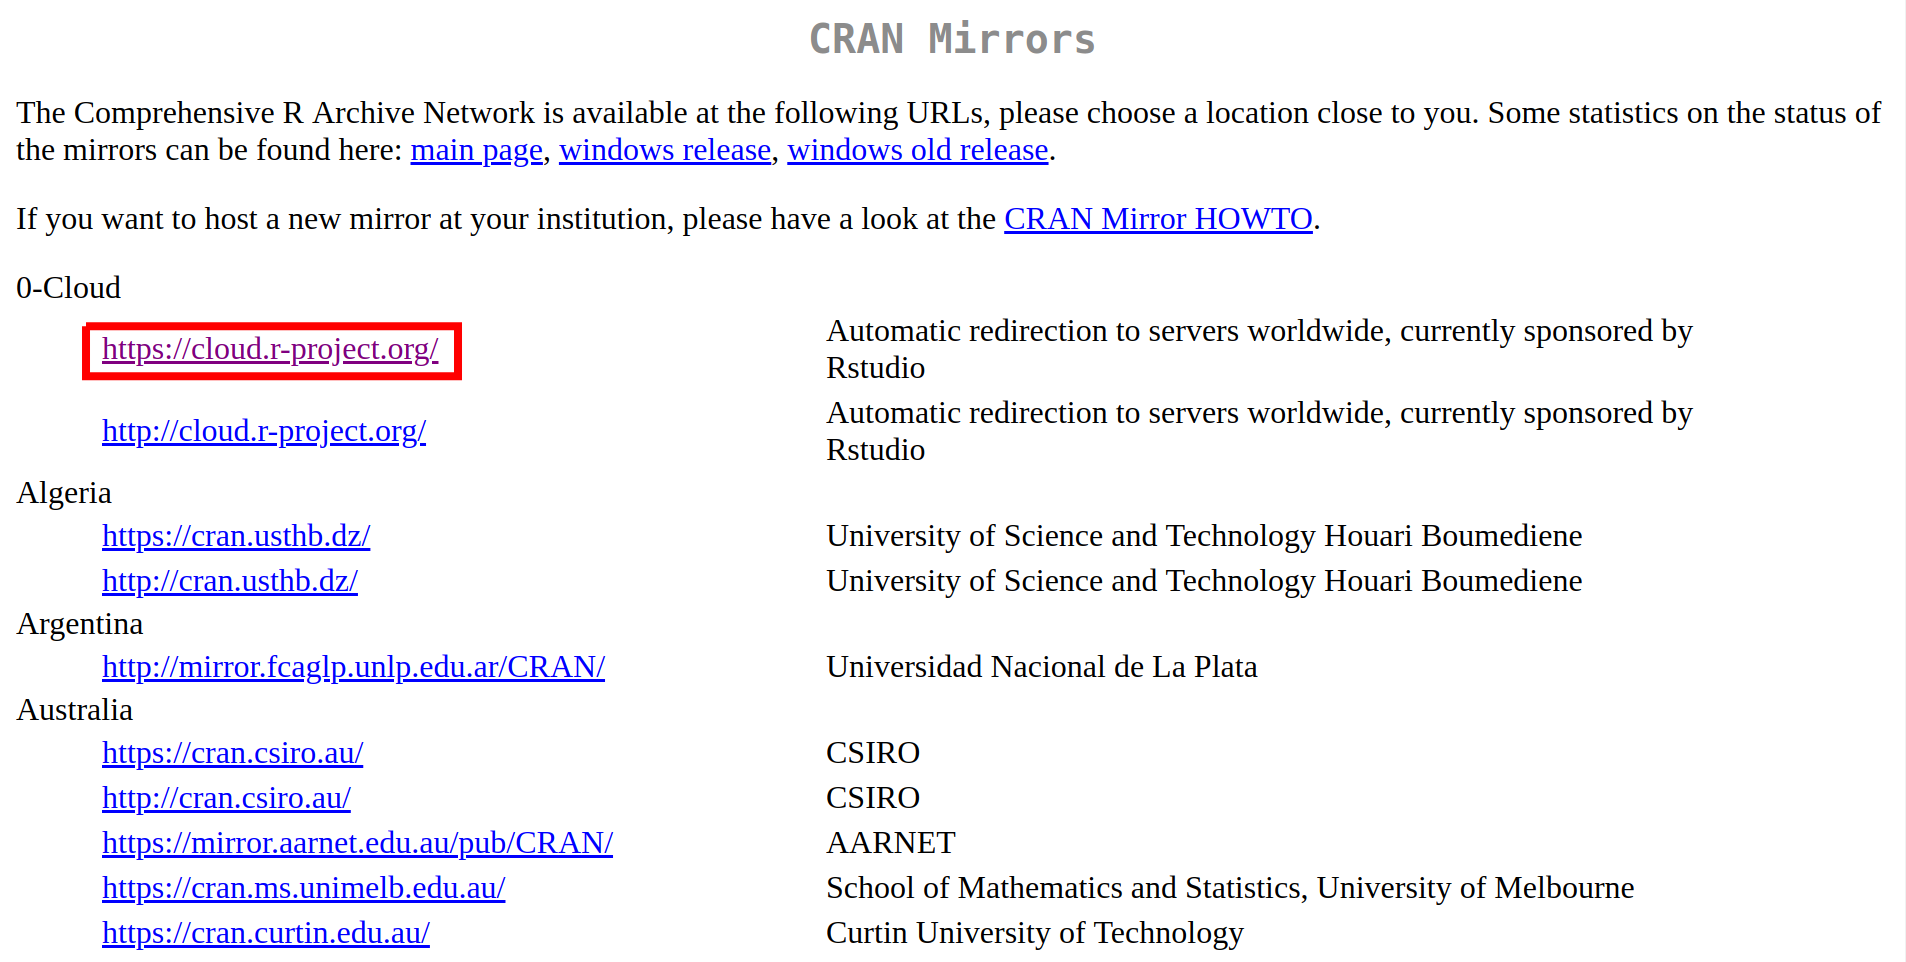 CRAN Mirrors
The Comprehensive R Archive Network is available at the following URLs, please choose a location close to you. Some statistics on the status of
the mirrors can be found here: main page, windows release, windows old release.
If you want to host a new mirror at your institution, please have a look at the CRAN Mirror HOWTO.
0-Cloud
https://cloud.r-project.org/ Automatic redirection to servers worldwide, currently sponsored by
Rstudio
http://cloud.r-project.org/ Automatic redirection to servers worldwide, currently sponsored by
Rstudio
Algeria
https://cran.usthb.dz/ University of Science and Technology Houari Boumediene
http://cran.usthb.dz/ University of Science and Technology Houari Boumediene
Argentina
http://mirror.fcaglp.unlp.edu.ar/CRAN/ Universidad Nacional de La Plata
Australia
https://cran.csiro.au/ CSIRO
http://cran.csiro.au/ CSIRO
https://mirror.aarnet.edu.au/pub/CRAN/ AARNET
https://cran.ms.unimelb.edu.au/ School of Mathematics and Statistics, University of Melbourne
https://cran.curtin.edu.au/ Curtin University of Technology